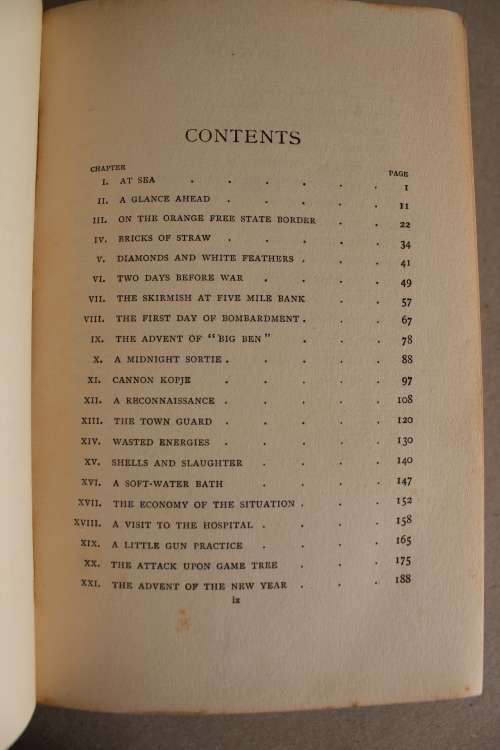 CONTENTS
CHAPTER PAGE
I. AT SEA . . . . . . 1
II. A GLANCE AHEAD . . . . . 11
III. ON THE ORANGE FREE STATE BORDER . . 22
IV. BRICKS OF STRAW . . . . . 34
V. DIAMONDS AND WHITE FEATHERS . . . 41
VI. TWO DAYS BEFORE WAR . . . . 49
VII. THE SKIRMISH AT FIVE MILE BANK . . 57
VIII. THE FIRST DAY OF BOMBARDMENT . . . 67
IX. THE ADVENT OF "BIG BEN" . . . 78
X. A MIDNIGHT SORTIE . . . . . 88
XI. CANNON KOPJE . . . . . 97
XII. A RECONNAISSANCE . . . . . 108
XIII. THE TOWN GUARD . . . . . 120
XIV. WASTED ENERGIES . . . . . 130
XV. SHELLS AND SLAUGHTER . . . . 140
XVI. A SOFT-WATER BATH . . . . 147
XVII. THE ECONOMY OF THE SITUATION . . . 152
XVIII. A VISIT TO THE HOSPITAL . . . . 158
XIX. A LITTLE GUN PRACTICE . . . . 165
XX. THE ATTACK UPON GAME TREE . . . 175
XXI. THE ADVENT OF THE NEW YEAR . . . 188
ix